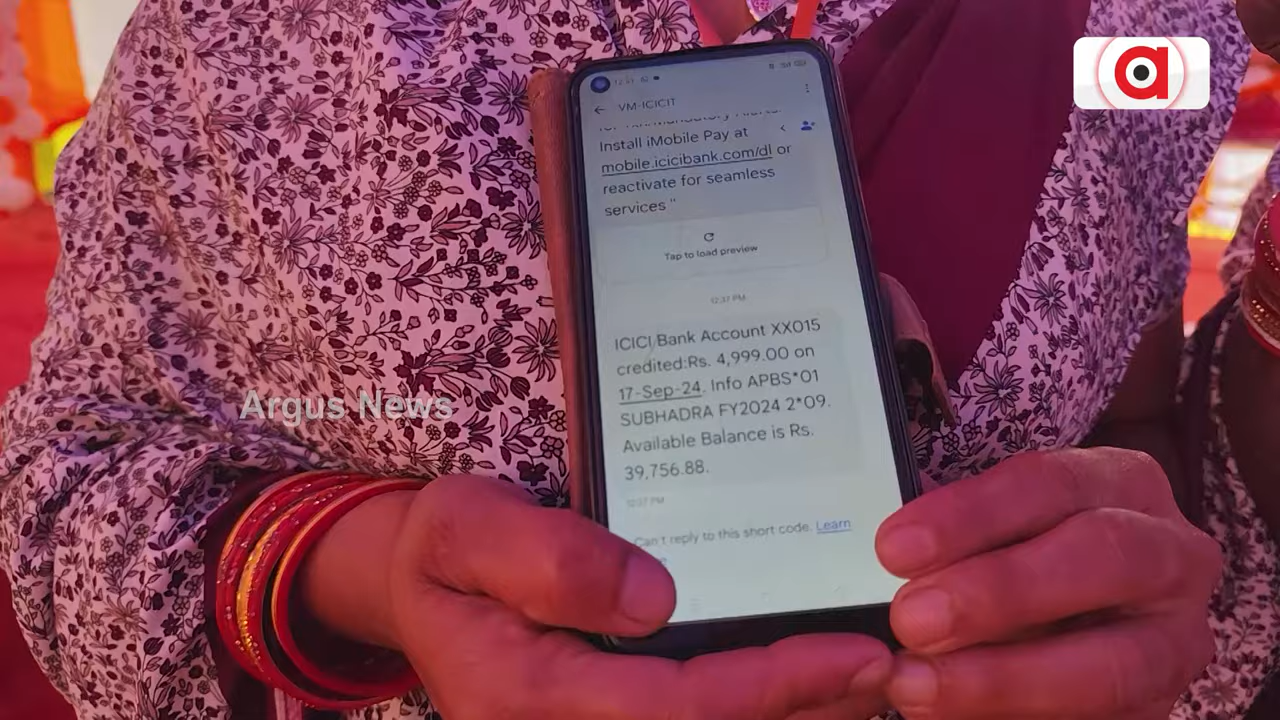 VM-ICICIT
Install iMobile Pay at
mobile.icicibank.com/dl or
reactivate for seamless
services "
Tap to load preview
12:37 PM
ICICI Bank Account XX015
credited:Rs. 4,999.00 on
17-Sep-24. Info APBS*01
SUBHADRA FY2024 2*09.
Available Balance is Rs.
39,756.88.
12:37 PM
Can't reply to this short code. Learn
a
Argus News